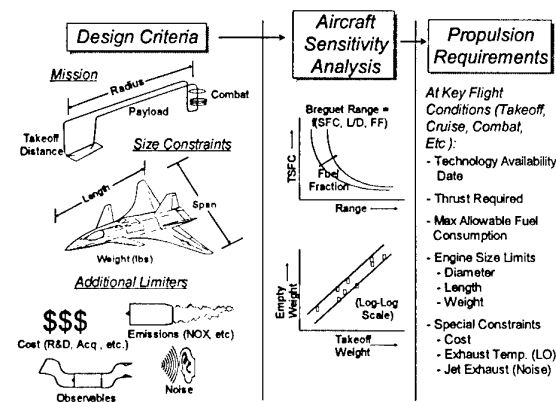 Design Criteria
Mission
Radius
Payload
Combat
Takeoff
Distance
Size Constraints
Length
Span
Weight (lbs)
Additional Limiters
$$$
Cost (R&D, Acq., etc.)
Emissions (NOX, etc)
Observables
Noise
Aircraft
Sensitivity
Analysis
Breguet Range =
f(SFC, L/D, FF)
TSFC
Fuel
Fraction
Range
Empty
Weight
(Log-Log
Scale)
Takeoff
Weight
Propulsion
Requirements
At Key Flight
Conditions (Takeoff,
Cruise, Combat,
Etc ):
- Technology Availability
Date
- Thrust Required
- Max Allowable Fuel
Consumption
- Engine Size Limits
- Diameter
- Length
- Weight
- Special Constraints
- Cost
- Exhaust Temp. (LO)
- Jet Exhaust (Noise)